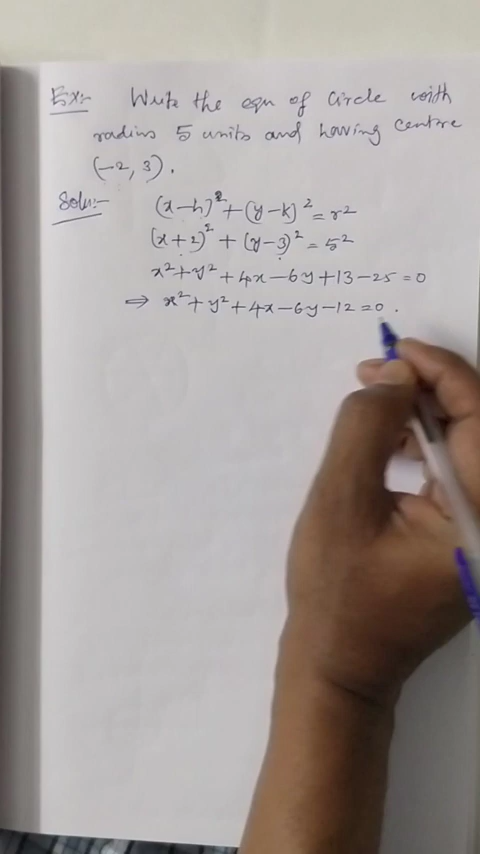 Ex:- Write the eqn of circle with
radius 5 units and having centre
(-2, 3).
Soln:- (x-h)² + (y-k)² = r²
(x+2)² + (y-3)² = 5²
x² + y² + 4x - 6y + 13 - 25 = 0
⇒ x² + y² + 4x - 6y - 12 = 0.